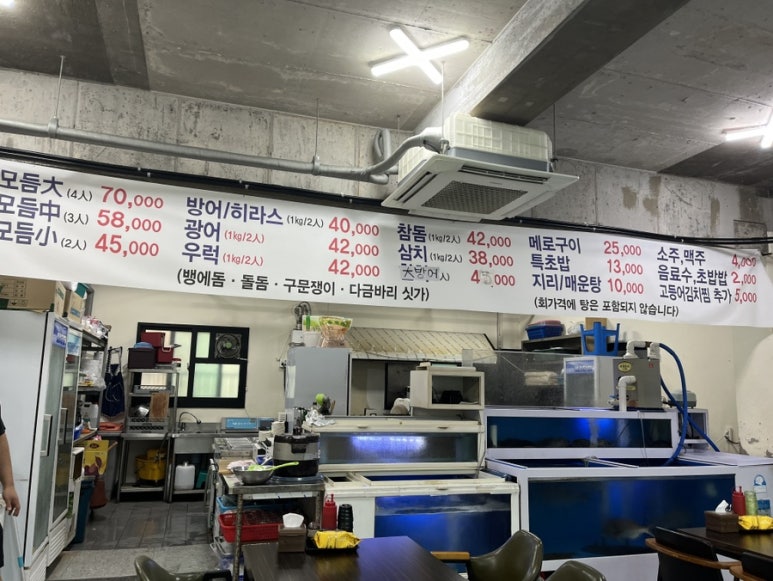 모듬大 (4人) 70,000
모듬中 (3人) 58,000
모듬小 (2人) 45,000
방어/히라스 (1kg/2人) 40,000
광어 (1kg/2人) 42,000
우럭 (1kg/2人) 42,000
(뱅에돔 · 돌돔 · 구문쟁이 · 다금바리 싯가)
참돔 (1kg/2人) 42,000
삼치 (1kg/2人) 38,000
大방어
메로구이 25,000
특초밥 13,000
지리/매운탕 10,000
(회가격에 탕은 포함되지 않습니다)
소주,맥주 4,000
음료수,초밥밥 2,000
고등어김치찜 추가 5,000